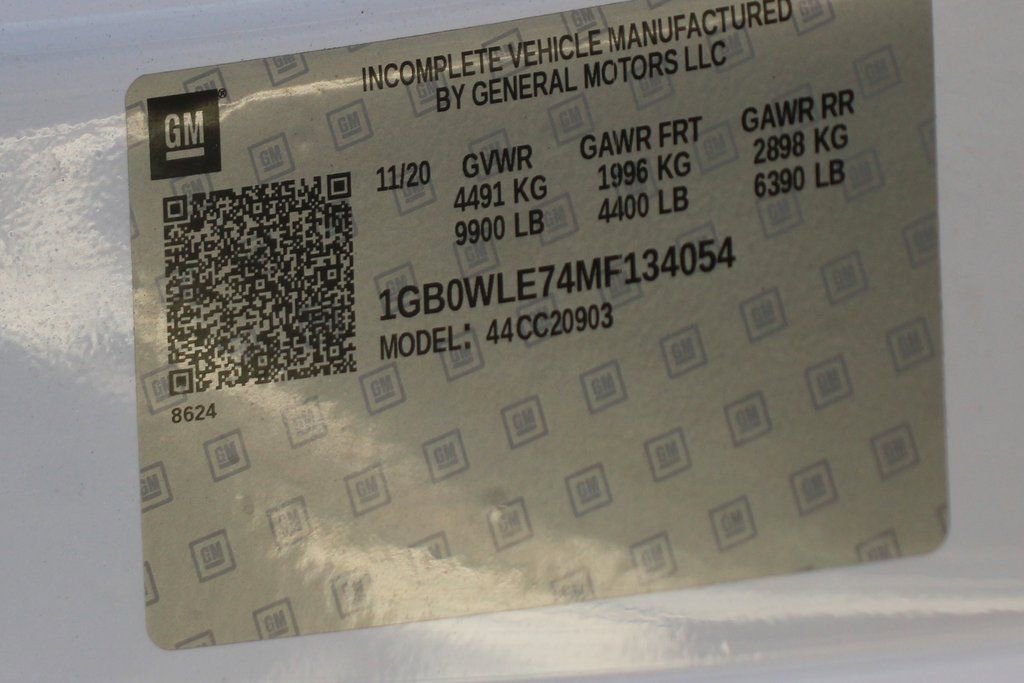 INCOMPLETE VEHICLE MANUFACTURED
BY GENERAL MOTORS LLC
GM®
11/20 GVWR GAWR FRT GAWR RR
4491 KG 1996 KG 2898 KG
9900 LB 4400 LB 6390 LB
1GB0WLE74MF134054
MODEL: 44CC20903
8624